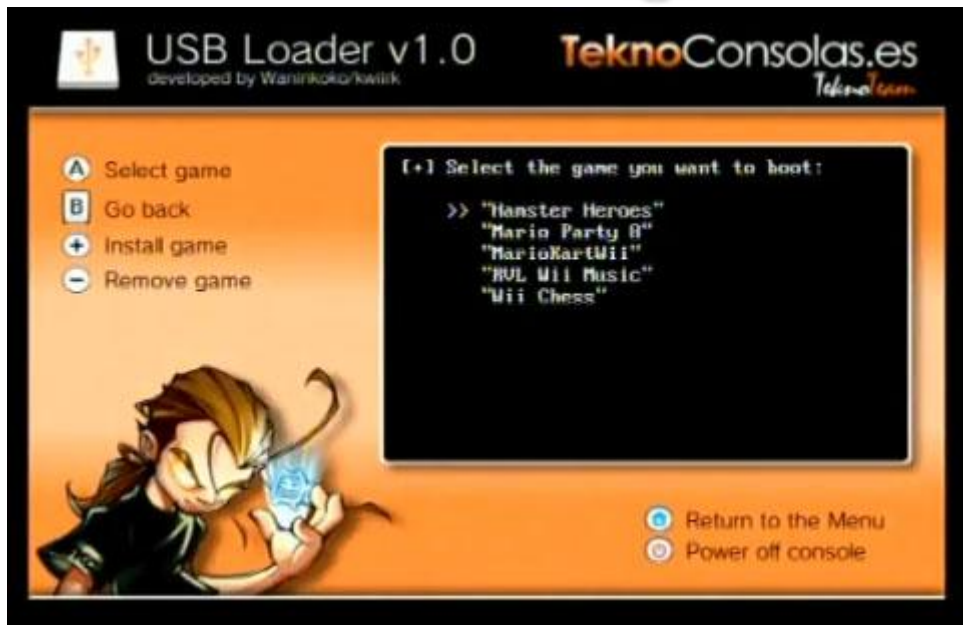 USB Loader v1.0
developed by Waninkoko/kwiirk
TeknoConsolas.es
TeknoTeam
A Select game
B Go back
+ Install game
- Remove game
[+] Select the game you want to boot:
>> "Hamster Heroes"
"Mario Party 8"
"MarioKartWii"
"RVL Wii Music"
"Wii Chess"
Return to the Menu
Power off console